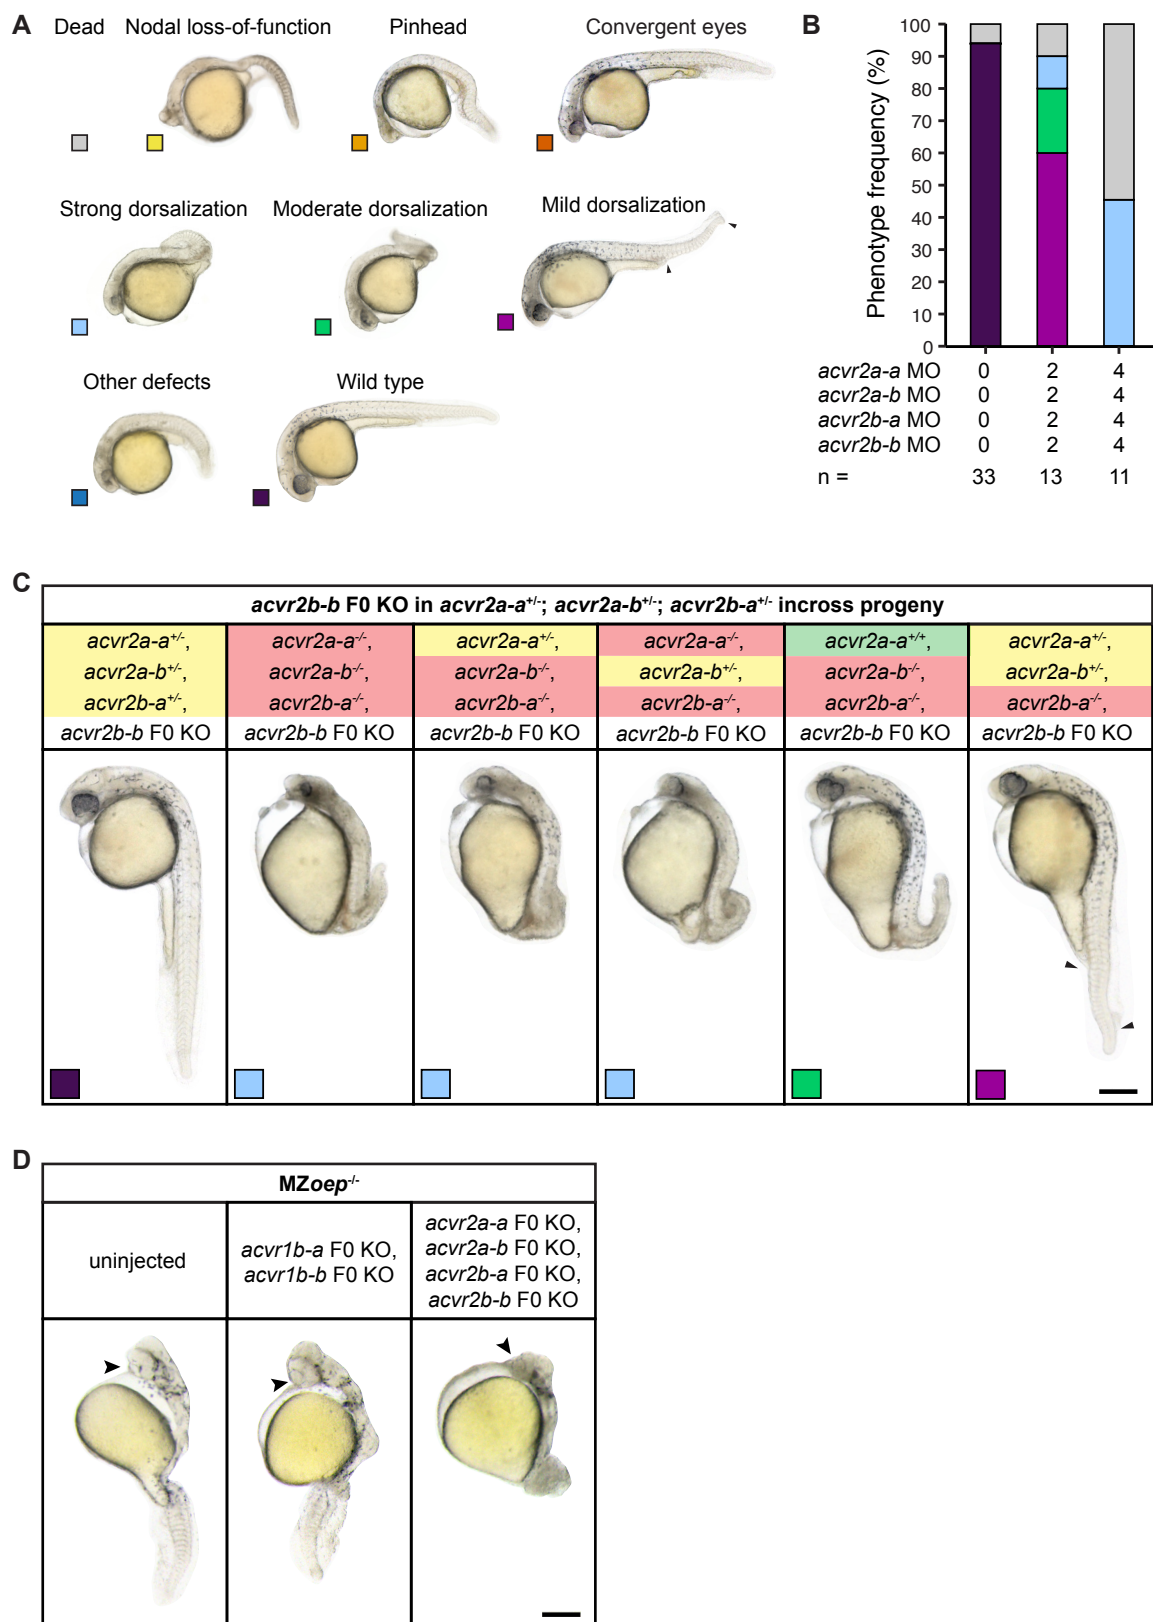 A
Dead Nodal loss-of-function Pinhead Convergent eyes
Strong dorsalization Moderate dorsalization Mild dorsalization
Other defects Wild type
B
Phenotype frequency (%)
100
90
80
70
60
50
40
30
20
10
0
acvr2a-a MO 0 2 4
acvr2a-b MO 0 2 4
acvr2b-a MO 0 2 4
acvr2b-b MO 0 2 4
n = 33 13 11
C
acvr2b-b F0 KO in acvr2a-a+/-; acvr2a-b+/-; acvr2b-a+/- incross progeny
acvr2a-a+/-, acvr2a-a-/-, acvr2a-a+/-, acvr2a-a-/-, acvr2a-a+/+, acvr2a-a+/-,
acvr2a-b+/-, acvr2a-b-/-, acvr2a-b-/-, acvr2a-b+/-, acvr2a-b-/-, acvr2a-b+/-,
acvr2b-a+/-, acvr2b-a-/-, acvr2b-a-/-, acvr2b-a-/-, acvr2b-a-/-, acvr2b-a-/-,
acvr2b-b F0 KO acvr2b-b F0 KO acvr2b-b F0 KO acvr2b-b F0 KO acvr2b-b F0 KO acvr2b-b F0 KO
D
MZoep-/-
uninjected
acvr1b-a F0 KO,
acvr1b-b F0 KO
acvr2a-a F0 KO,
acvr2a-b F0 KO,
acvr2b-a F0 KO,
acvr2b-b F0 KO